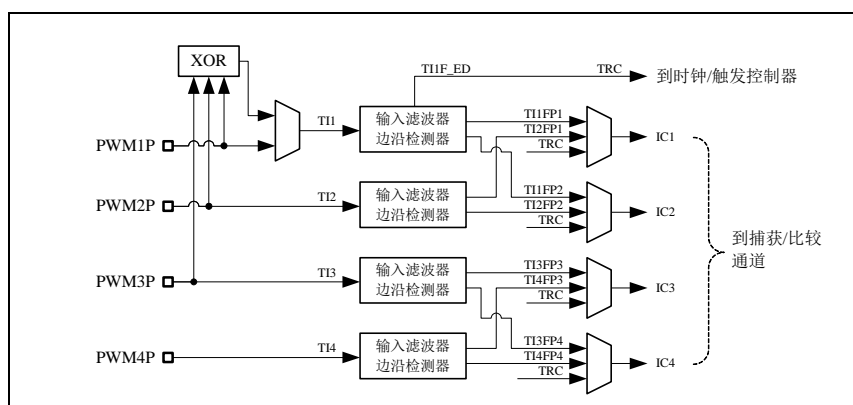 XOR
TI1F_ED
TRC
到时钟/触发控制器
PWM1P
TI1
输入滤波器
边沿检测器
TI1FP1
TI2FP1
TRC
IC1
PWM2P
TI2
输入滤波器
边沿检测器
TI1FP2
TI2FP2
TRC
IC2
到捕获/比较
通道
PWM3P
TI3
输入滤波器
边沿检测器
TI3FP3
TI4FP3
TRC
IC3
PWM4P
TI4
输入滤波器
边沿检测器
TI3FP4
TI4FP4
TRC
IC4